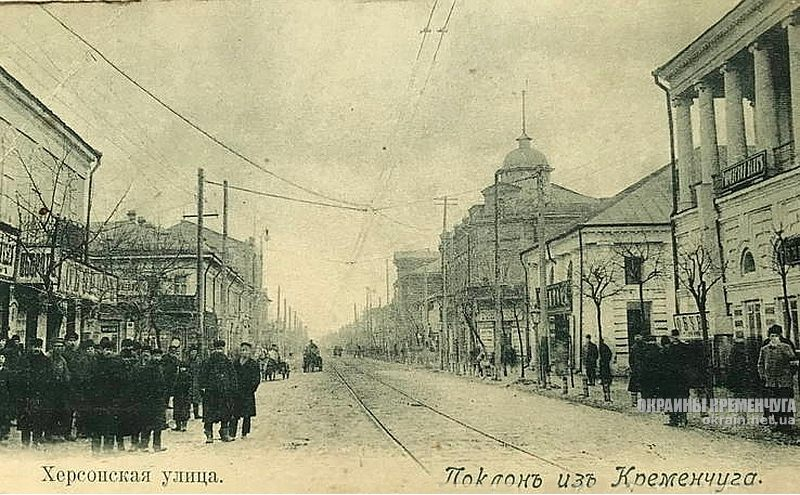 ОКРАИНЫ КРЕМЕНЧУГА
okrain.net.ua
Херсонская улица.
Поклонъ изъ Кременчуга.